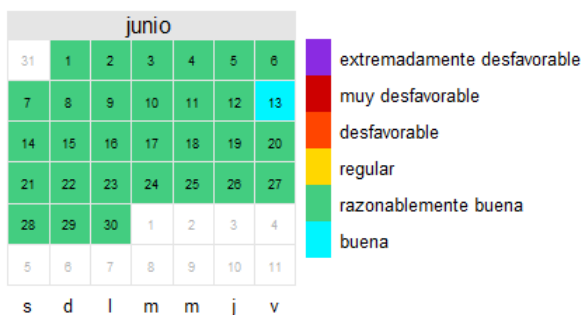 junio
31 1 2 3 4 5 6
7 8 9 10 11 12 13
14 15 16 17 18 19 20
21 22 23 24 25 26 27
28 29 30 1 2 3 4
5 6 7 8 9 10 11
s d l m m j v
extremadamente desfavorable
muy desfavorable
desfavorable
regular
razonablemente buena
buena